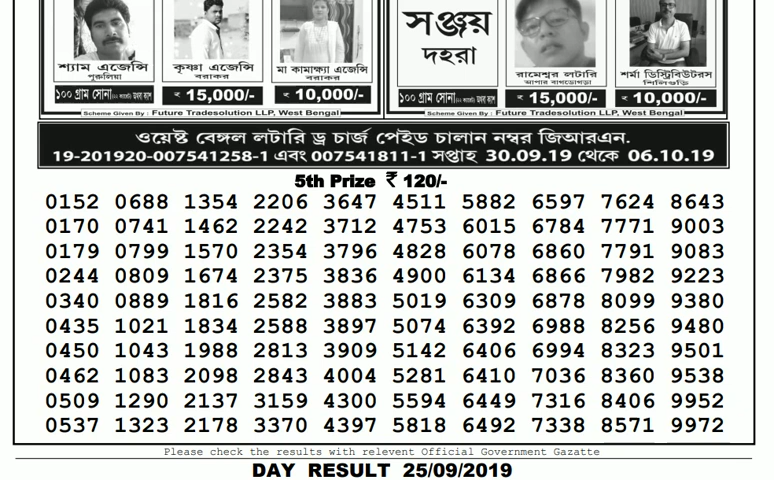 সঞ্জয়
দহরা
শ্যাম এজেন্সি
পুরুলিয়া
কৃষ্ণা এজেন্সি
বরাকর
মা কামাক্ষ্যা এজেন্সি
বরাকর
রামেশ্বর লটারি
আপার বাগডোগরা
শর্মা ডিস্ট্রিবিউটরস
শিলিগুড়ি
১০০ গ্রাম সোনা
₹ 15,000/-
₹ 10,000/-
১০০ গ্রাম সোনা
₹ 15,000/-
₹ 10,000/-
Scheme Given By : Future Tradesolution LLP, West Bengal
Scheme Given By : Future Tradesolution LLP, West Bengal
ওয়েস্ট বেঙ্গল লটারি ড্র চার্জ পেইড চালান নম্বর জিআরএন.
19-201920-007541258-1 এবং 007541811-1 সপ্তাহ 30.09.19 থেকে 06.10.19
5th Prize ₹ 120/-
0152 0688 1354 2206 3647 4511 5882 6597 7624 8643
0170 0741 1462 2242 3712 4753 6015 6784 7771 9003
0179 0799 1570 2354 3796 4828 6078 6860 7791 9083
0244 0809 1674 2375 3836 4900 6134 6866 7982 9223
0340 0889 1816 2582 3883 5019 6309 6878 8099 9380
0435 1021 1834 2588 3897 5074 6392 6988 8256 9480
0450 1043 1988 2813 3909 5142 6406 6994 8323 9501
0462 1083 2098 2843 4004 5281 6410 7036 8360 9538
0509 1290 2137 3159 4300 5594 6449 7316 8406 9952
0537 1323 2178 3370 4397 5818 6492 7338 8571 9972
Please check the results with relevent Official Government Gazatte
DAY RESULT 25/09/2019